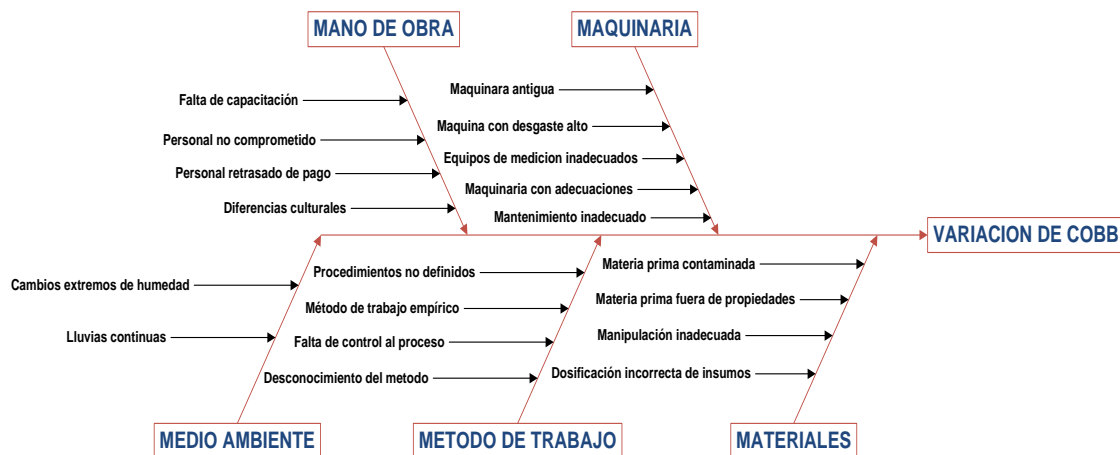 MANO DE OBRA
MAQUINARIA
Falta de capacitación
Personal no comprometido
Personal retrasado de pago
Diferencias culturales
Maquinara antigua
Maquina con desgaste alto
Equipos de medicion inadecuados
Maquinaria con adecuaciones
Mantenimiento inadecuado
VARIACION DE COBB
Cambios extremos de humedad
Lluvias continuas
Procedimientos no definidos
Método de trabajo empírico
Falta de control al proceso
Desconocimiento del metodo
Materia prima contaminada
Materia prima fuera de propiedades
Manipulación inadecuada
Dosificación incorrecta de insumos
MEDIO AMBIENTE
METODO DE TRABAJO
MATERIALES